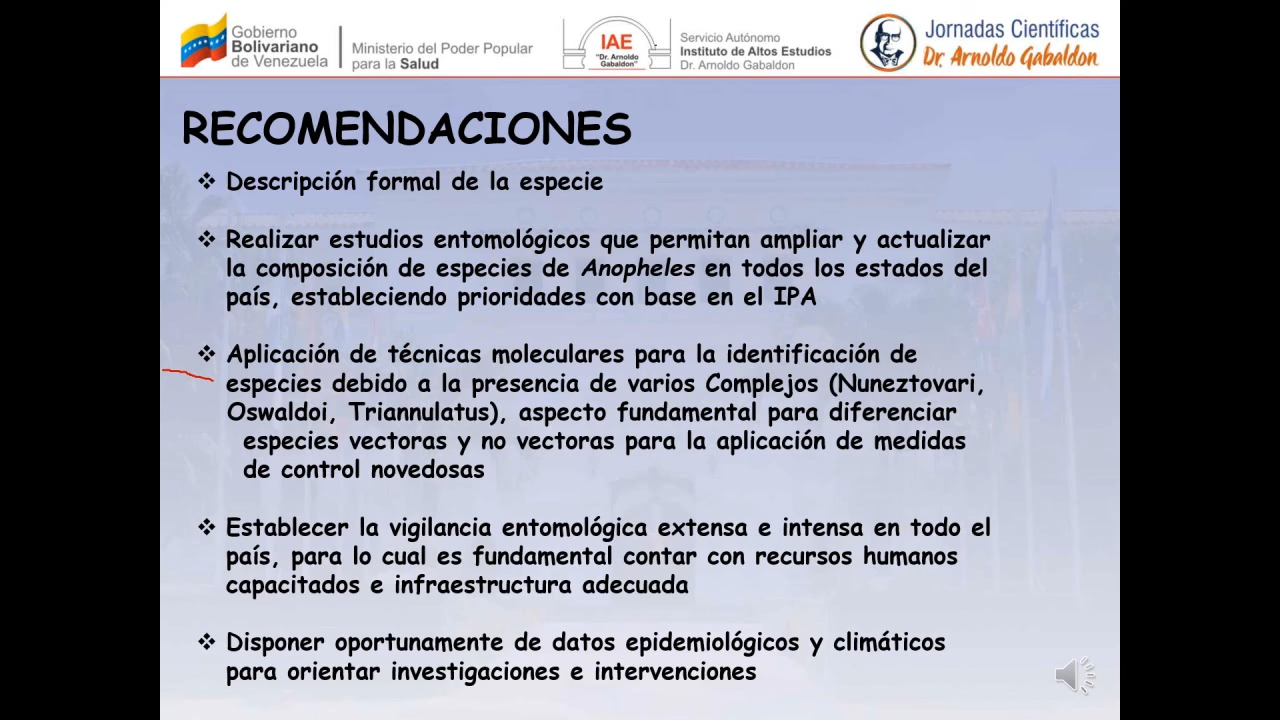 Gobierno
Bolivariano
de Venezuela
Ministerio del Poder Popular
para la Salud
IAE
"Dr. Arnoldo
Gabaldon"
Servicio Autónomo
Instituto de Altos Estudios
Dr. Arnoldo Gabaldon
Jornadas Científicas
Dr. Arnoldo Gabaldon
RECOMENDACIONES
❖ Descripción formal de la especie
❖ Realizar estudios entomológicos que permitan ampliar y actualizar
la composición de especies de Anopheles en todos los estados del
país, estableciendo prioridades con base en el IPA
❖ Aplicación de técnicas moleculares para la identificación de
especies debido a la presencia de varios Complejos (Nuneztovari,
Oswaldoi, Triannulatus), aspecto fundamental para diferenciar
especies vectoras y no vectoras para la aplicación de medidas
de control novedosas
❖ Establecer la vigilancia entomológica extensa e intensa en todo el
país, para lo cual es fundamental contar con recursos humanos
capacitados e infraestructura adecuada
❖ Disponer oportunamente de datos epidemiológicos y climáticos
para orientar investigaciones e intervenciones